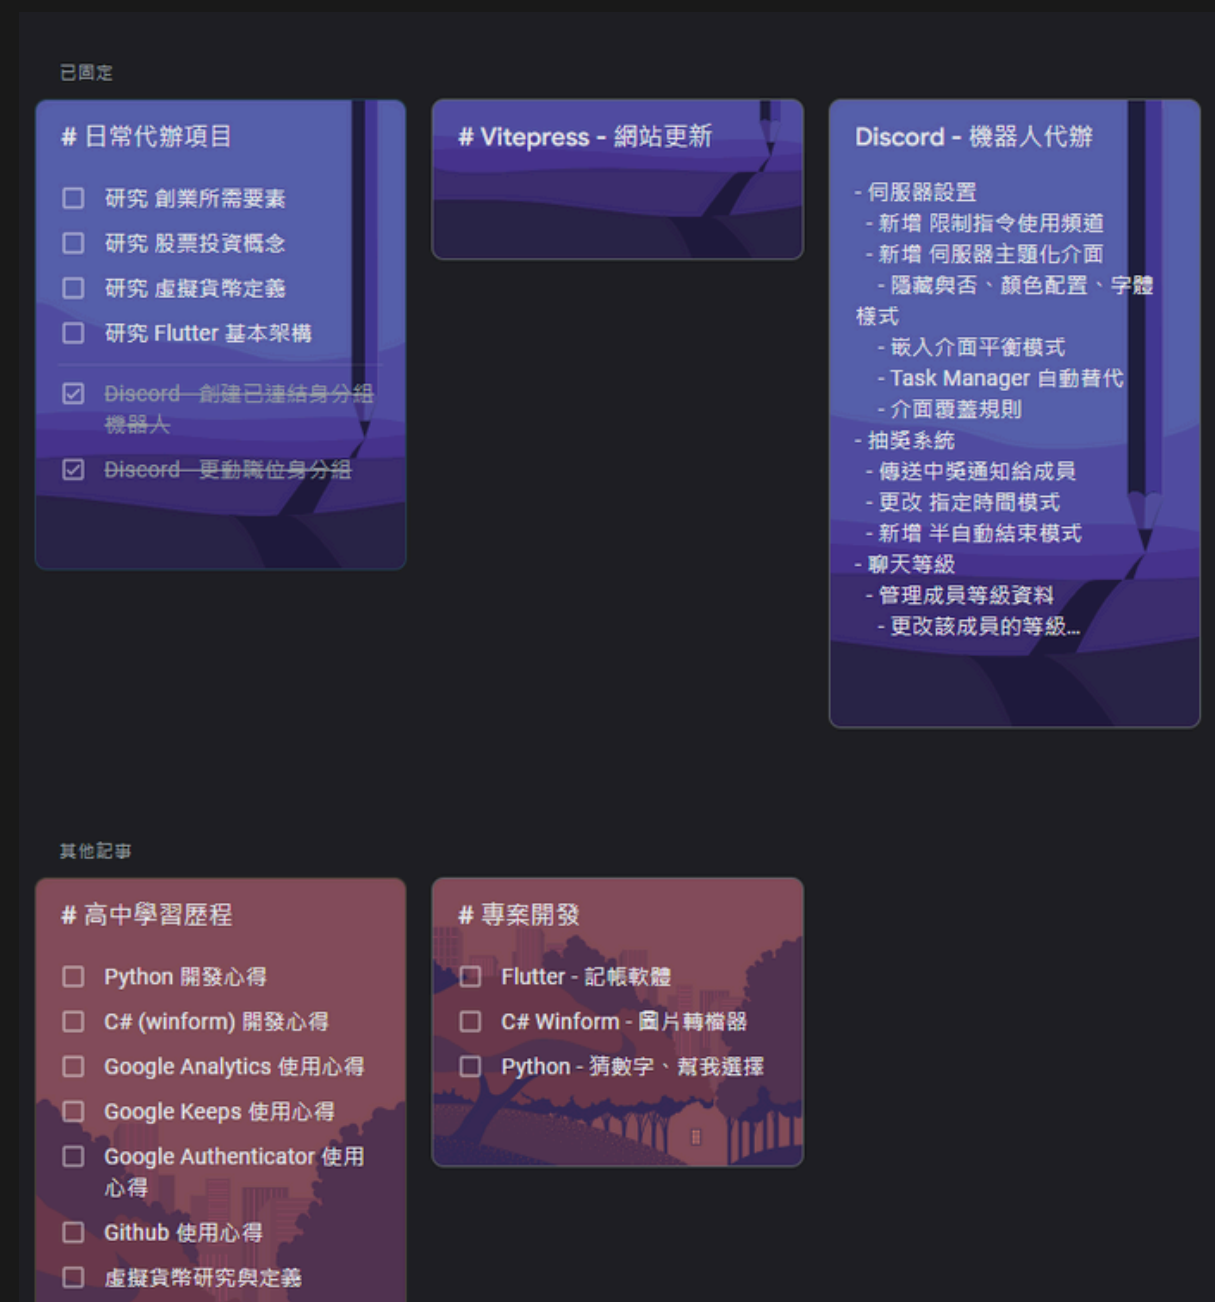 已固定
# 日常代辦項目
研究 創業所需要素
研究 股票投資概念
研究 虛擬貨幣定義
研究 Flutter 基本架構
Discord - 創建已連結身分組
機器人
Discord - 更動職位身分組
# Vitepress - 網站更新
Discord - 機器人代辦
- 伺服器設置
- 新增 限制指令使用頻道
- 新增 伺服器主題化介面
- 隱藏與否、顏色配置、字體
樣式
- 嵌入介面平衡模式
- Task Manager 自動替代
- 介面覆蓋規則
- 抽獎系統
- 傳送中獎通知給成員
- 更改 指定時間模式
- 新增 半自動結束模式
- 聊天等級
- 管理成員等級資料
- 更改該成員的等級...
其他記事
# 高中學習歷程
Python 開發心得
C# (winform) 開發心得
Google Analytics 使用心得
Google Keeps 使用心得
Google Authenticator 使用
心得
Github 使用心得
虛擬貨幣研究與定義
# 專案開發
Flutter - 記帳軟體
C# Winform - 圖片轉檔器
Python - 猜數字、幫我選擇